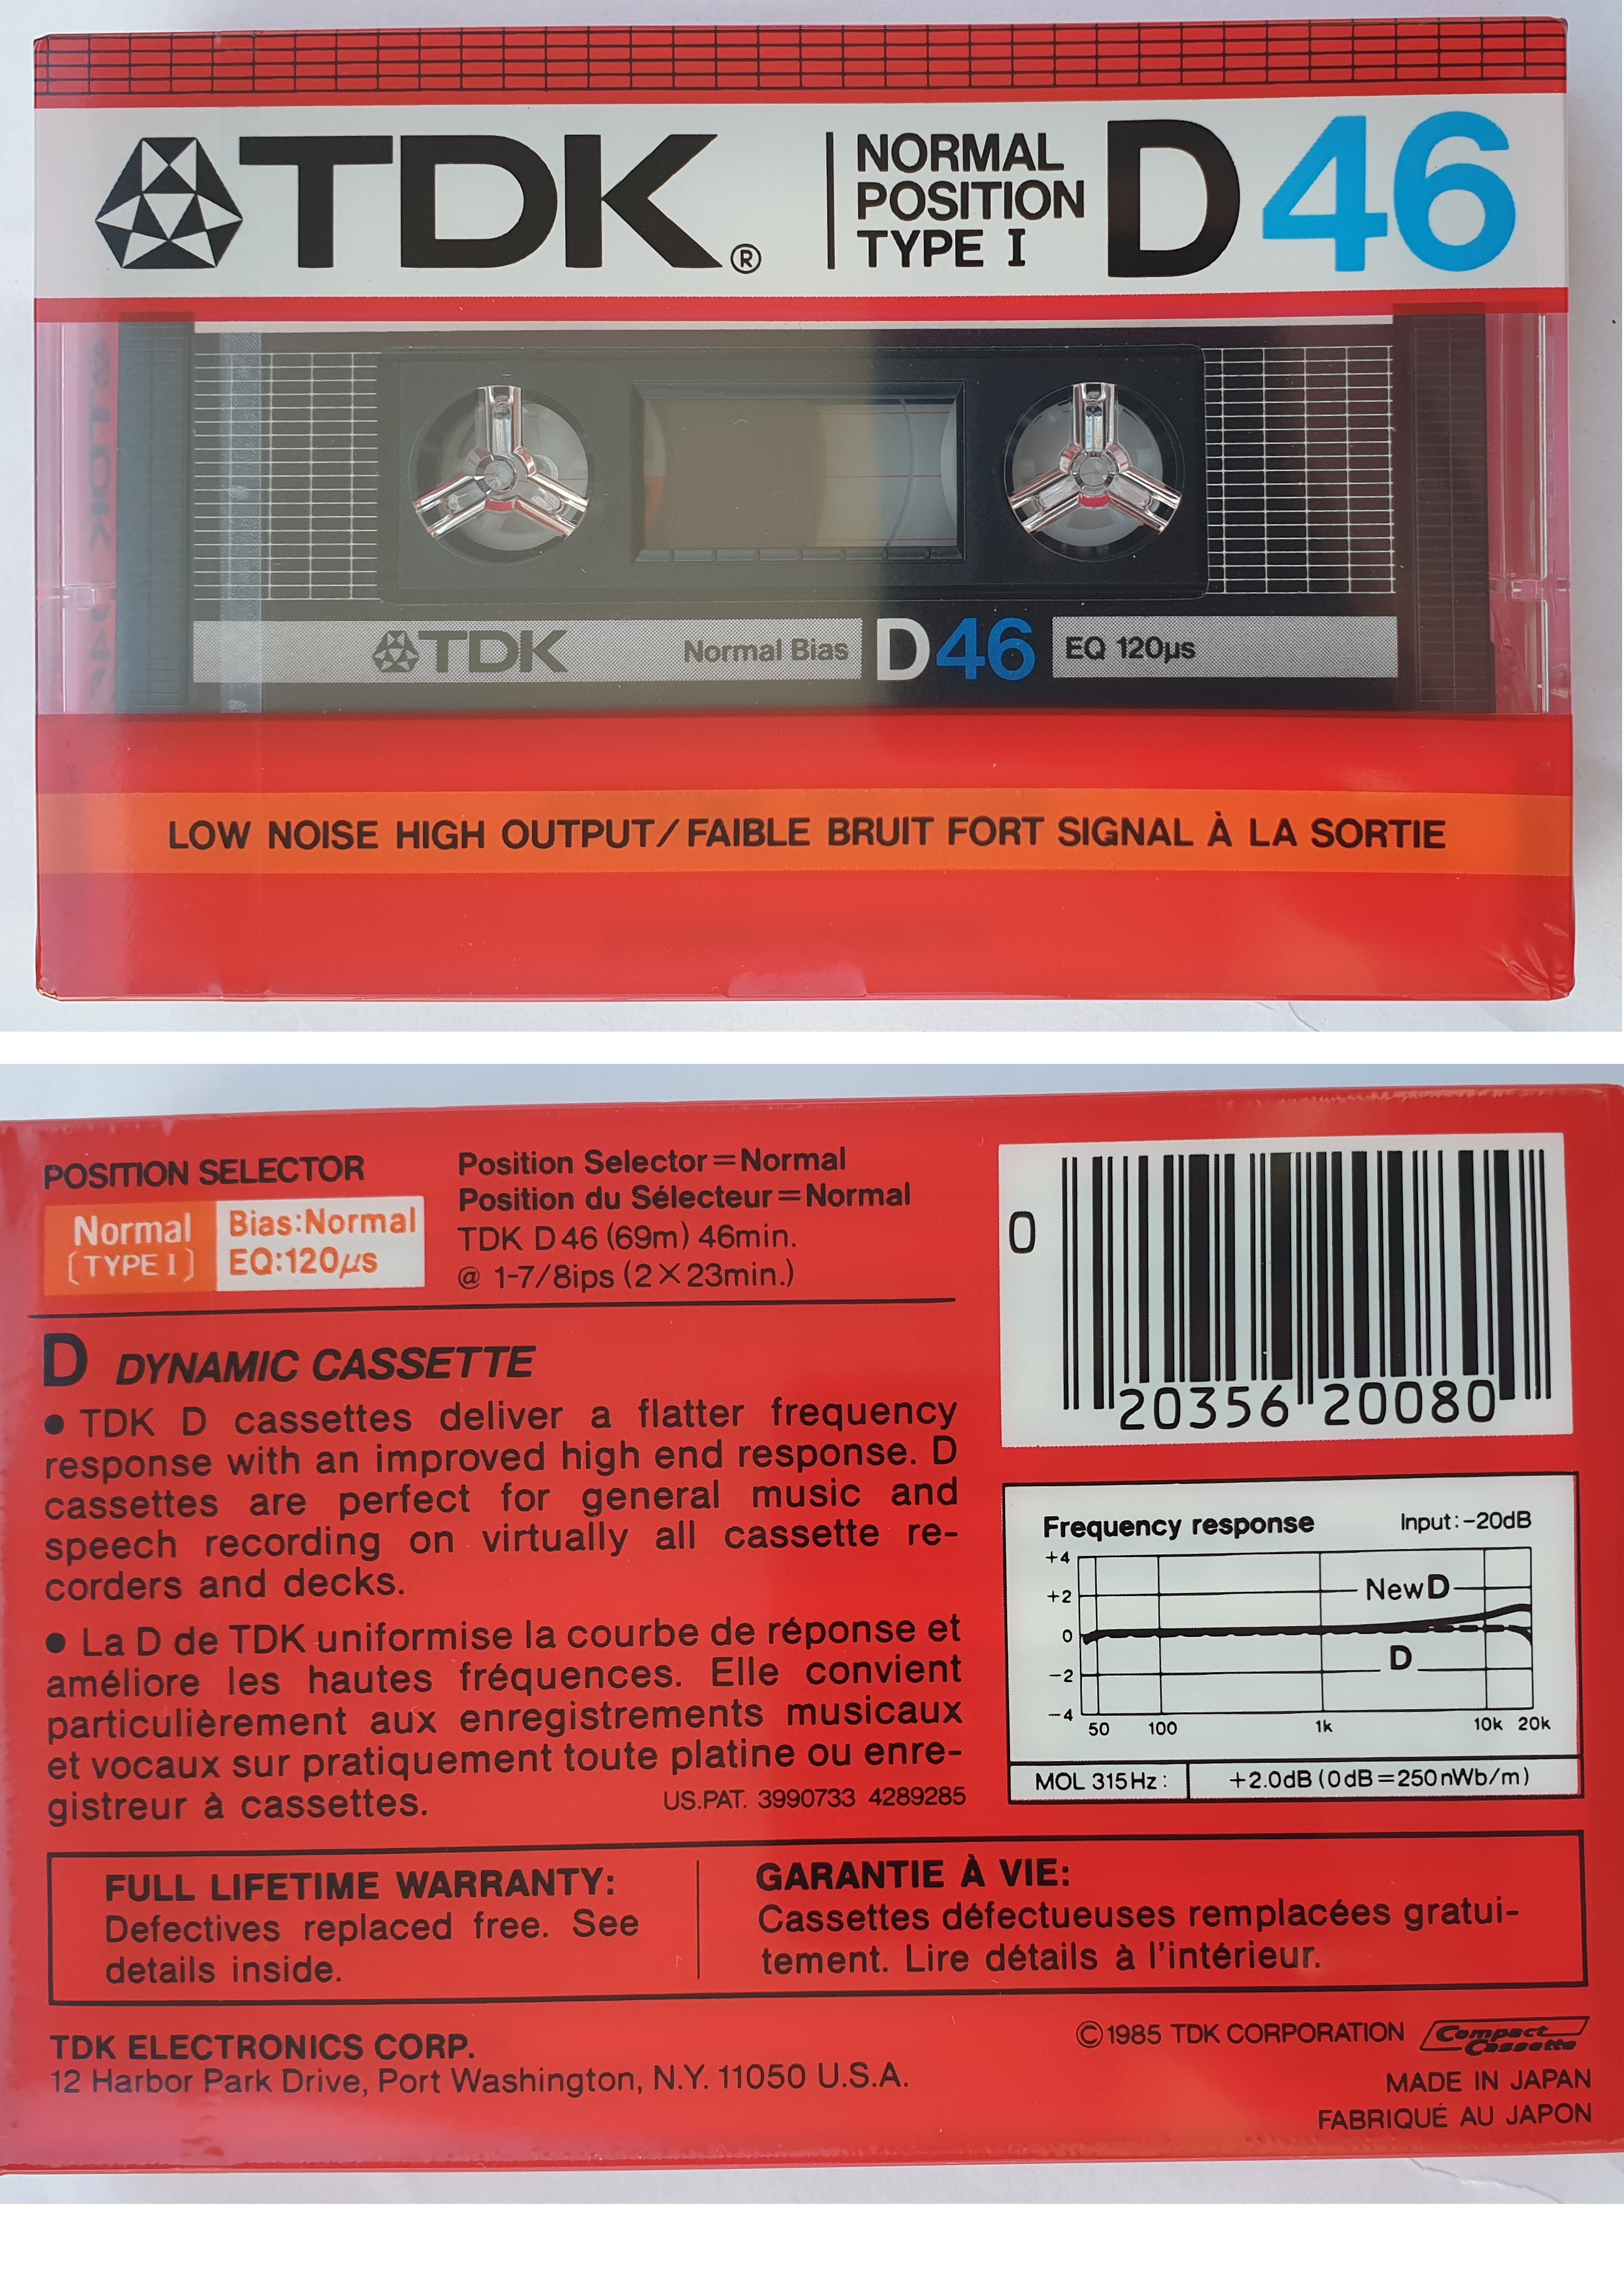 TDK®
NORMAL
POSITION
TYPE I
D46
TDK Normal Bias D46 EQ 120µs
LOW NOISE HIGH OUTPUT/FAIBLE BRUIT FORT SIGNAL À LA SORTIE
POSITION SELECTOR
Normal
[TYPE I]
Bias:Normal
EQ:120µs
Position Selector=Normal
Position du Sélecteur=Normal
TDK D46 (69m) 46min.
@ 1-7/8ips (2×23min.)
0 20356 20080
D DYNAMIC CASSETTE
● TDK D cassettes deliver a flatter frequency
response with an improved high end response. D
cassettes are perfect for general music and
speech recording on virtually all cassette re-
corders and decks.
● La D de TDK uniformise la courbe de réponse et
améliore les hautes fréquences. Elle convient
particulièrement aux enregistrements musicaux
et vocaux sur pratiquement toute platine ou enre-
gistreur à cassettes.
US.PAT. 3990733 4289285
Frequency response Input:-20dB
+4
+2
0
-2
-4
New D
D
50 100 1k 10k 20k
MOL 315Hz: +2.0dB (0dB=250nWb/m)
FULL LIFETIME WARRANTY:
Defectives replaced free. See
details inside.
GARANTIE À VIE:
Cassettes défectueuses remplacées gratui-
tement. Lire détails à l'intérieur.
TDK ELECTRONICS CORP.
12 Harbor Park Drive, Port Washington, N.Y. 11050 U.S.A.
©1985 TDK CORPORATION Compact Cassette
MADE IN JAPAN
FABRIQUÉ AU JAPON